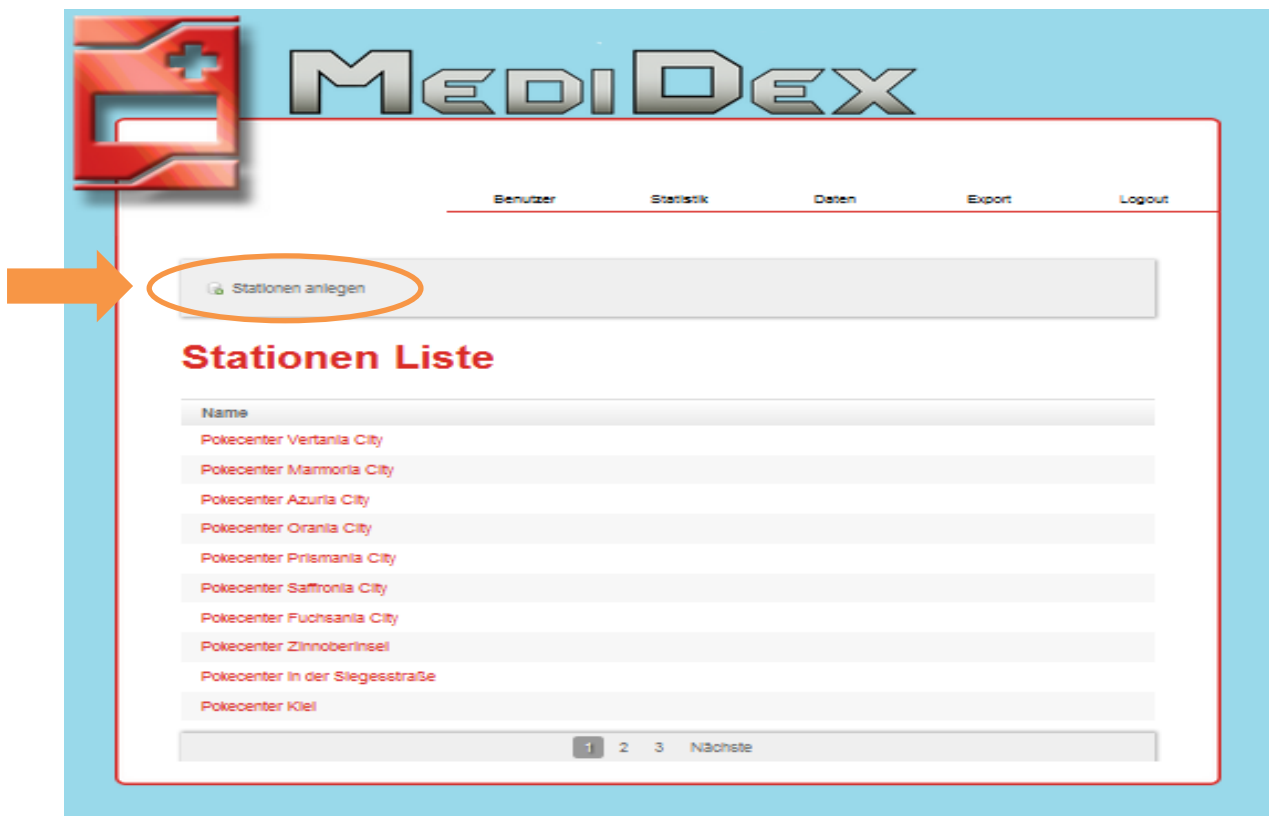 MEDIDEX
Benutzer Statistik Daten Export Logout
Stationen anlegen
Stationen Liste
Name
Pokecenter Vertania City
Pokecenter Marmoria City
Pokecenter Azuria City
Pokecenter Orania City
Pokecenter Prismania City
Pokecenter Saffronia City
Pokecenter Fuchsania City
Pokecenter Zinnoberinsel
Pokecenter in der Siegesstraße
Pokecenter Kiel
1 2 3 Nächste